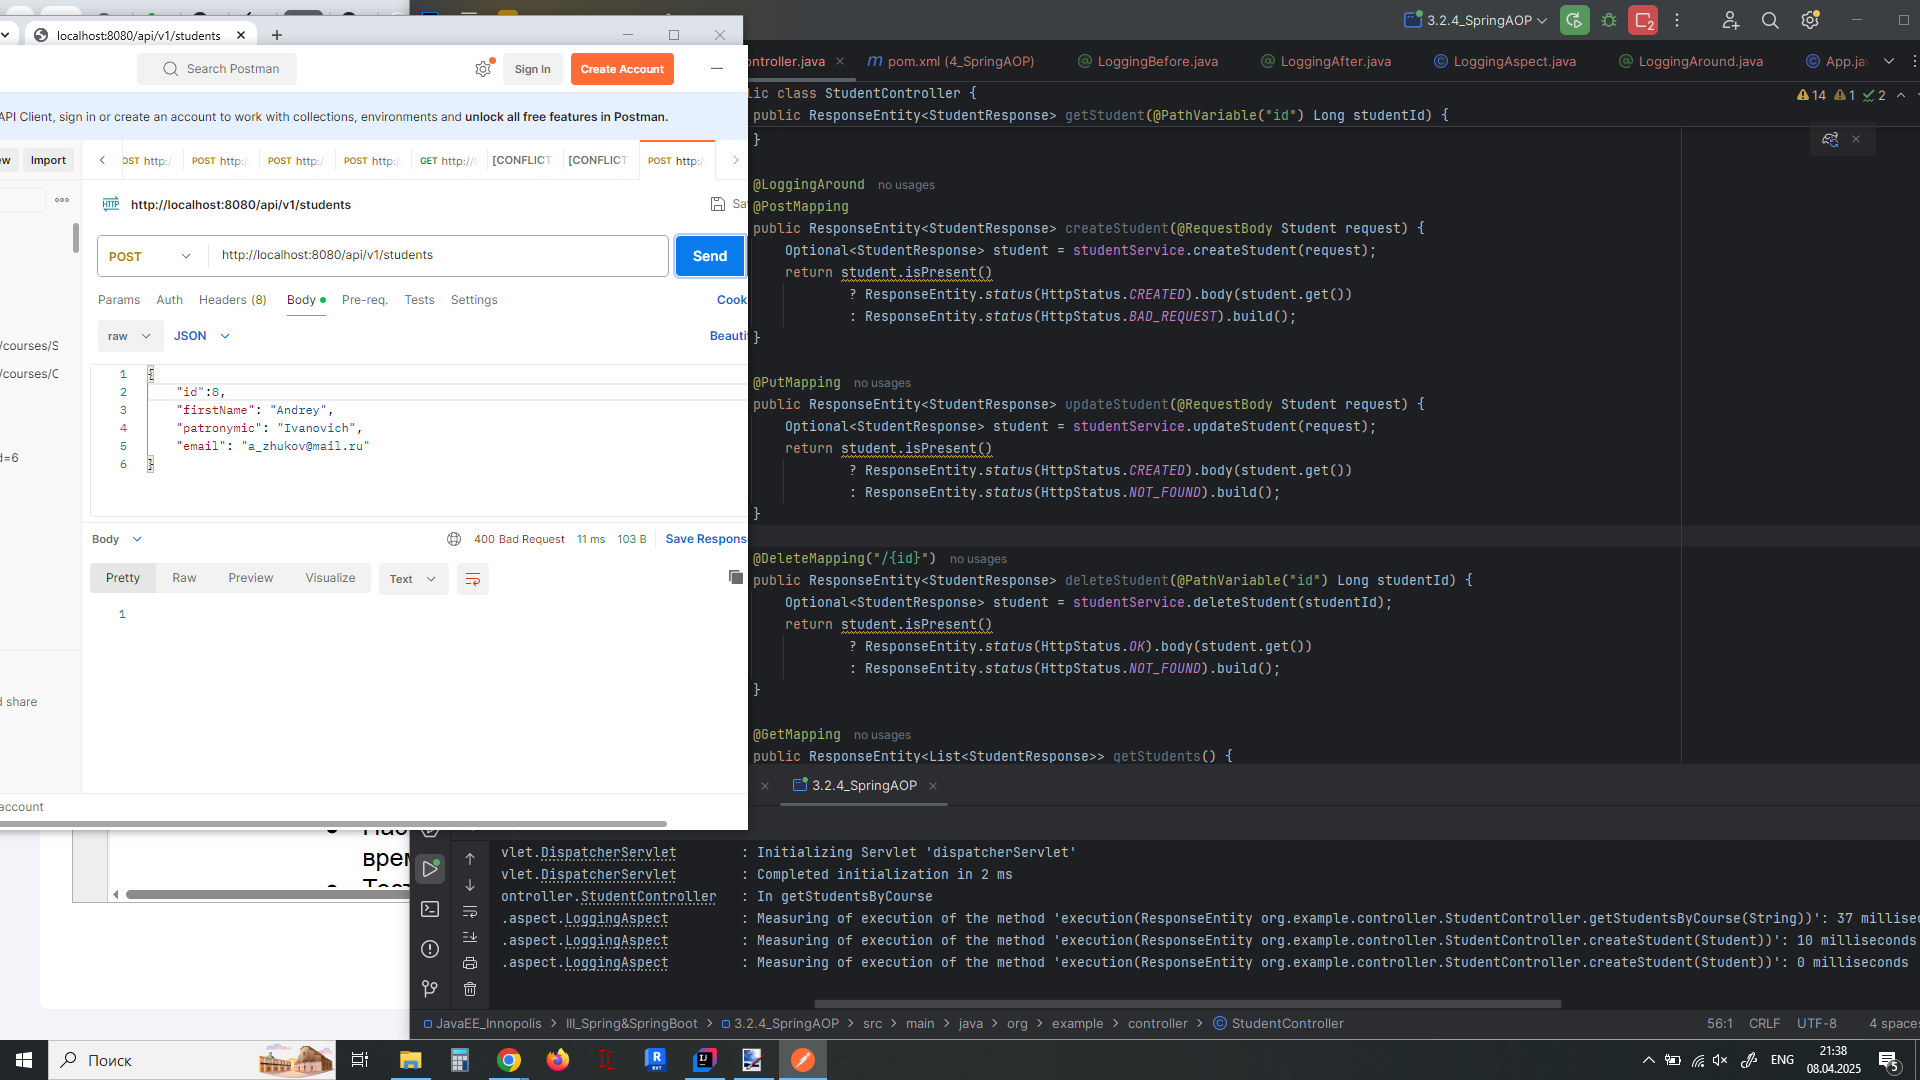 localhost:8080/api/v1/students
Search Postman
Sign In
Create Account
API Client, sign in or create an account to work with collections, environments and unlock all free features in Postman.
Import
OST http:/
POST http:/
POST http:/
POST http:/
GET http://
[CONFLICT
[CONFLICT
POST http:/
HTTP
http://localhost:8080/api/v1/students
Sa
POST
http://localhost:8080/api/v1/students
Send
Params
Auth
Headers (8)
Body
Pre-req.
Tests
Settings
Cook
raw
JSON
Beauti
1 {
2 "id":8,
3 "firstName": "Andrey",
4 "patronymic": "Ivanovich",
5 "email": "a_zhukov@mail.ru"
6 }
/courses/S
/courses/C
d=6
Body
400 Bad Request
11 ms
103 B
Save Respons
Pretty
Raw
Preview
Visualize
Text
1
d share
account
врем
3.2.4_SpringAOP
2
ontroller.java
pom.xml (4_SpringAOP)
LoggingBefore.java
LoggingAfter.java
LoggingAspect.java
LoggingAround.java
App.ja
14
1
2
lic class StudentController {
public ResponseEntity<StudentResponse> getStudent(@PathVariable("id") Long studentId) {
}
@LoggingAround no usages
@PostMapping
public ResponseEntity<StudentResponse> createStudent(@RequestBody Student request) {
Optional<StudentResponse> student = studentService.createStudent(request);
return student.isPresent()
? ResponseEntity.status(HttpStatus.CREATED).body(student.get())
: ResponseEntity.status(HttpStatus.BAD_REQUEST).build();
}
@PutMapping no usages
public ResponseEntity<StudentResponse> updateStudent(@RequestBody Student request) {
Optional<StudentResponse> student = studentService.updateStudent(request);
return student.isPresent()
? ResponseEntity.status(HttpStatus.CREATED).body(student.get())
: ResponseEntity.status(HttpStatus.NOT_FOUND).build();
}
@DeleteMapping("/{id}") no usages
public ResponseEntity<StudentResponse> deleteStudent(@PathVariable("id") Long studentId) {
Optional<StudentResponse> student = studentService.deleteStudent(studentId);
return student.isPresent()
? ResponseEntity.status(HttpStatus.OK).body(student.get())
: ResponseEntity.status(HttpStatus.NOT_FOUND).build();
}
@GetMapping no usages
public ResponseEntity<List<StudentResponse>> getStudents() {
3.2.4_SpringAOP
vlet.DispatcherServlet : Initializing Servlet 'dispatcherServlet'
vlet.DispatcherServlet : Completed initialization in 2 ms
ontroller.StudentController : In getStudentsByCourse
.aspect.LoggingAspect : Measuring of execution of the method 'execution(ResponseEntity org.example.controller.StudentController.getStudentsByCourse(String))': 37 millisec
.aspect.LoggingAspect : Measuring of execution of the method 'execution(ResponseEntity org.example.controller.StudentController.createStudent(Student))': 10 milliseconds
.aspect.LoggingAspect : Measuring of execution of the method 'execution(ResponseEntity org.example.controller.StudentController.createStudent(Student))': 0 milliseconds
JavaEE_Innopolis > III_Spring&SpringBoot > 3.2.4_SpringAOP > src > main > java > org > example > controller > StudentController
56:1
CRLF
UTF-8
4 spaces
Поиск
ENG
21:38
08.04.2025
5